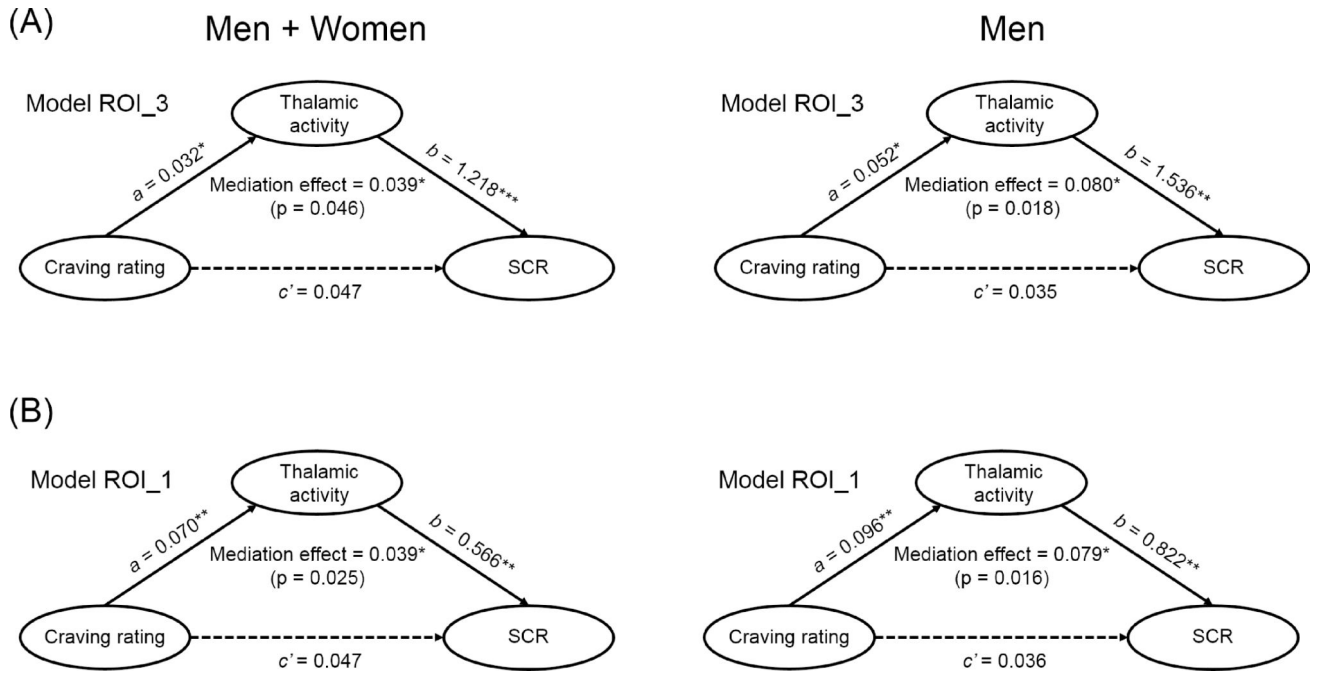 (A)
Men + Women
Men
Model ROI_3
Thalamic
activity
a = 0.032*
b = 1.218***
Mediation effect = 0.039*
(p = 0.046)
Craving rating
SCR
c’ = 0.047
Model ROI_3
Thalamic
activity
a = 0.052*
b = 1.536**
Mediation effect = 0.080*
(p = 0.018)
Craving rating
SCR
c’ = 0.035
(B)
Model ROI_1
Thalamic
activity
a = 0.070**
b = 0.566**
Mediation effect = 0.039*
(p = 0.025)
Craving rating
SCR
c’ = 0.047
Model ROI_1
Thalamic
activity
a = 0.096**
b = 0.822**
Mediation effect = 0.079*
(p = 0.016)
Craving rating
SCR
c’ = 0.036